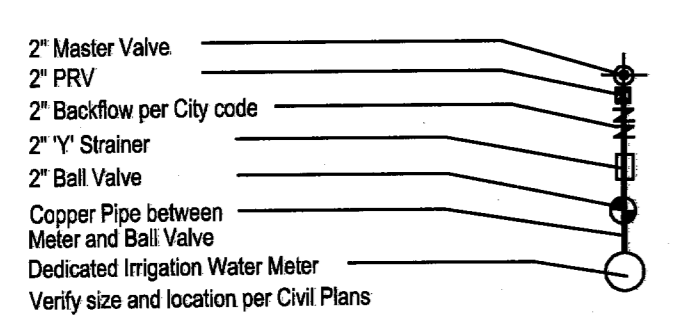 2" Master Valve
2" PRV
2" Backflow per City code
2" 'Y' Strainer
2" Ball Valve
Copper Pipe between
Meter and Ball Valve
Dedicated Irrigation Water Meter
Verify size and location per Civil Plans